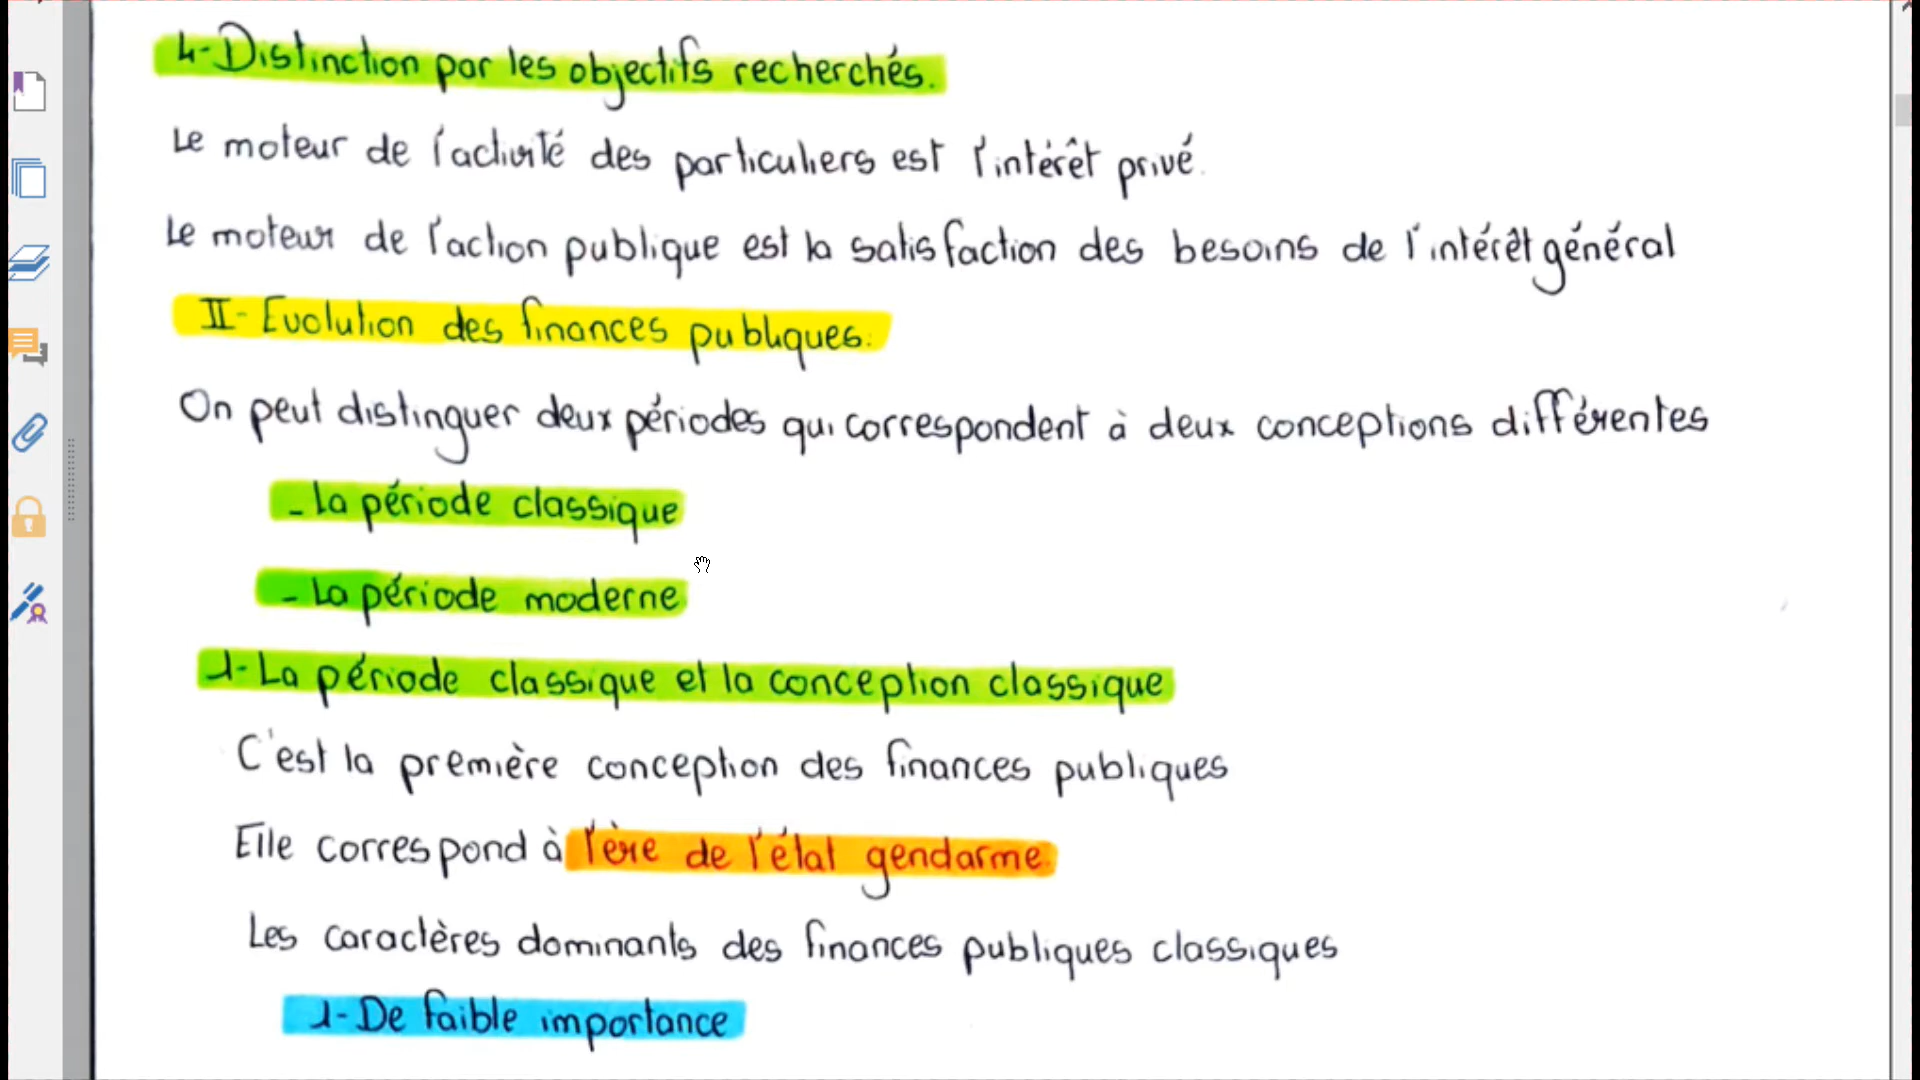 4-Distinction par les objectifs recherchés.
Le moteur de l'activité des particuliers est l'intérêt privé.
Le moteur de l'action publique est la satisfaction des besoins de l'intérêt général
II- Evolution des finances publiques.
On peut distinguer deux périodes qui correspondent à deux conceptions différentes
- la période classique
- La période moderne
1- La période classique et la conception classique
C'est la première conception des finances publiques
Elle correspond à l'ère de l'état gendarme.
Les caractères dominants des finances publiques classiques
1- De faible importance